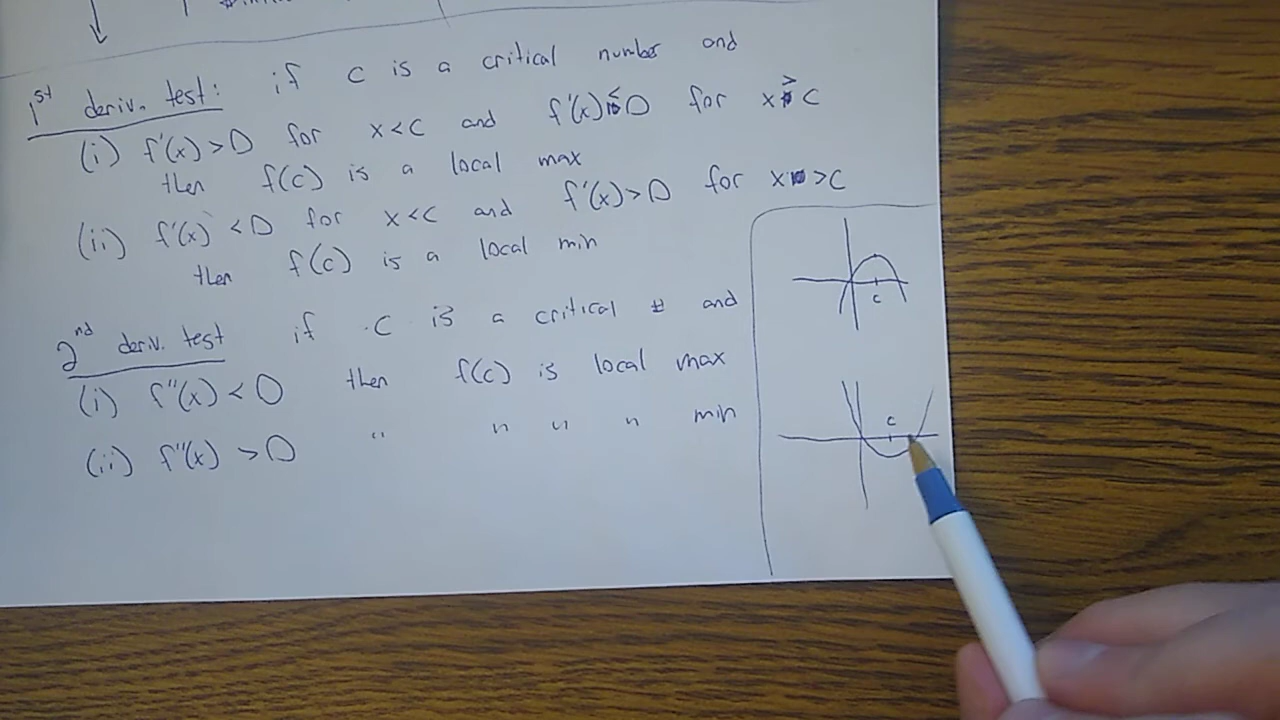 1st deriv. test: if c is a critical number and
(i) f'(x) > 0 for x < c and f'(x) < 0 for x > c
then f(c) is a local max
(ii) f'(x) < 0 for x < c and f'(x) > 0 for x > c
then f(c) is a local min
2nd deriv. test if c is a critical # and
(i) f''(x) < 0 then f(c) is local max
(ii) f''(x) > 0 " " " " min
c
c